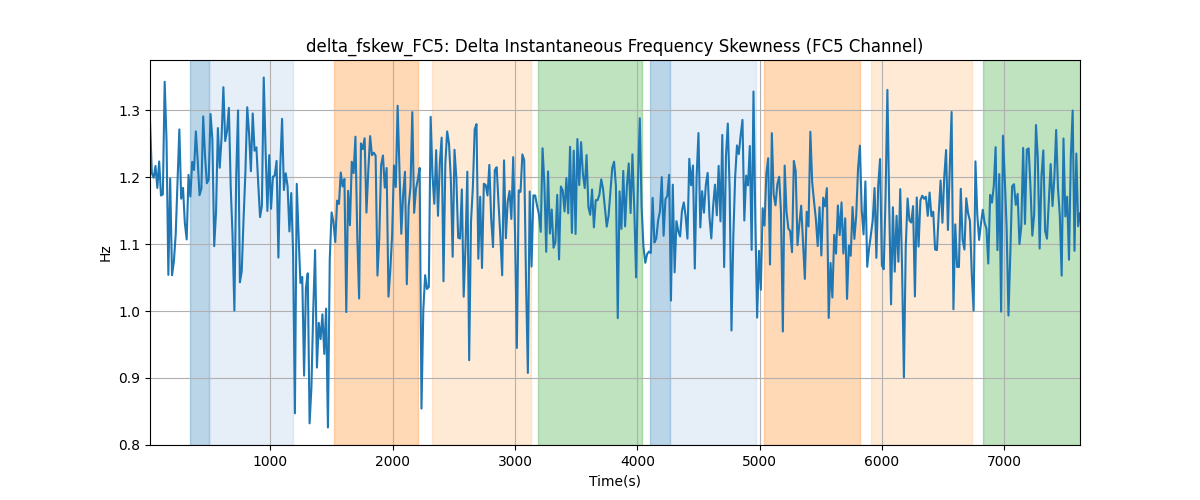 delta_fskew_FC5: Delta Instantaneous Frequency Skewness (FC5 Channel)
1.3
1.2
1.1
1.0
0.9
0.8
Hz
1000 2000 3000 4000 5000 6000 7000
Time(s)